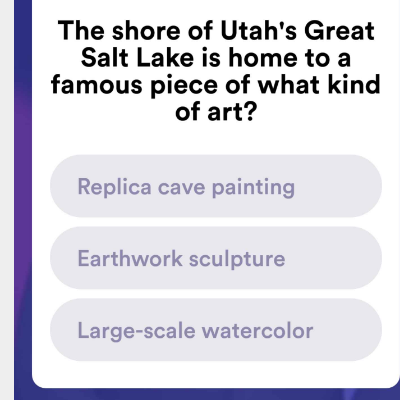 The shore of Utah's Great
Salt Lake is home to a
famous piece of what kind
of art?
Replica cave painting
Earthwork sculpture
Large-scale watercolor